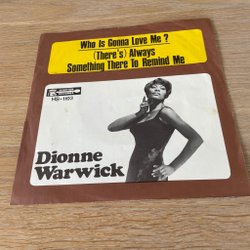 Who Is Gonna Love Me?
(There's) Always
Something There To Remind Me
Dionne
Warwick